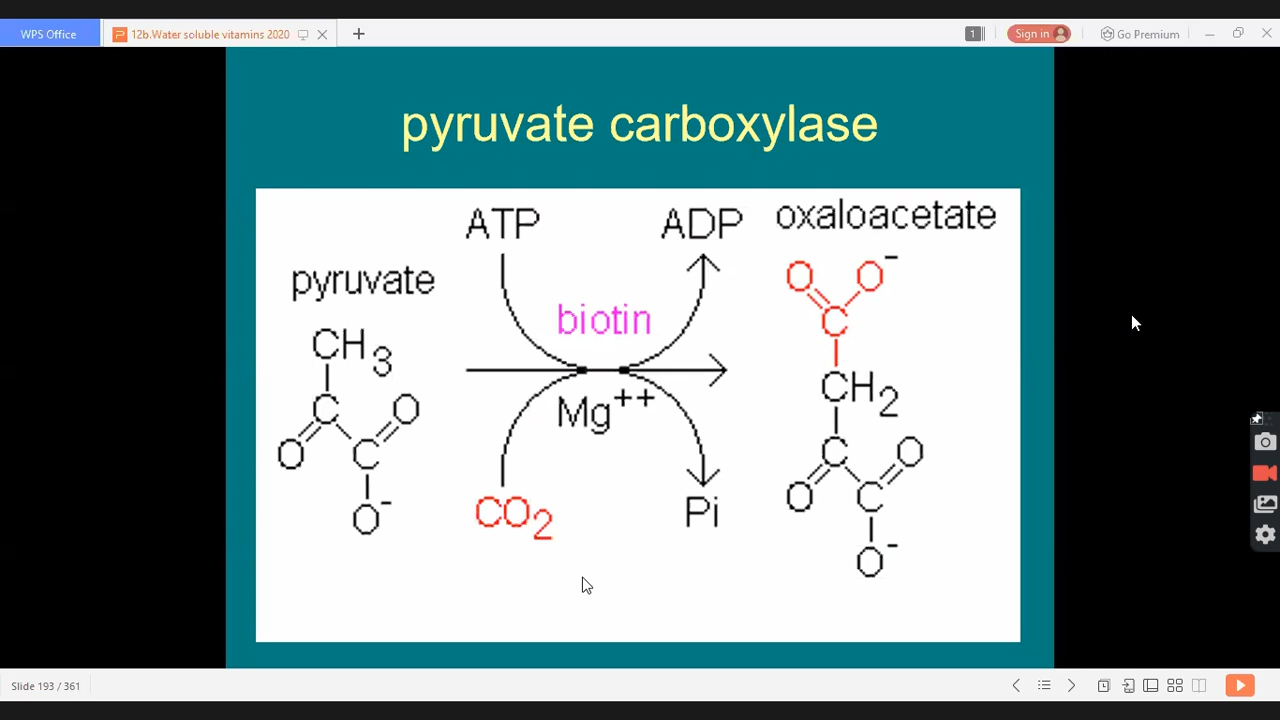 WPS Office
12b.Water soluble vitamins 2020
1
Sign in
Go Premium
pyruvate carboxylase
ATP
ADP
oxaloacetate
pyruvate
biotin
Mg++
CO2
Pi
CH3
C
O
O
C
O-
O
O-
C
CH2
C
O
O
C
O-
Slide 193 / 361